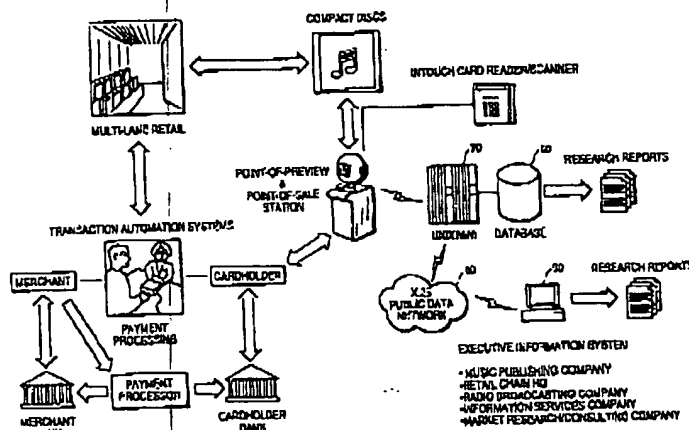 COMPACT DISCS
INTOUCH CARD READER/SCANNER
MULTI-LANE RETAIL
POINT-OF-PREVIEW
&
POINT-OF-SALE
STATION
70
60
RESEARCH REPORTS
DATABASE
TRANSACTION AUTOMATION SYSTEMS
MERCHANT
CARDHOLDER
PAYMENT
PROCESSING
X.25
PUBLIC DATA
NETWORK
80
90
RESEARCH REPORTS
EXECUTIVE INFORMATION SYSTEM
•MUSIC PUBLISHING COMPANY
•RETAIL CHAIN HQ
•RADIO BROADCASTING COMPANY
•INFORMATION SERVICES COMPANY
•MARKET RESEARCH/CONSULTING COMPANY
PAYMENT
PROCESSOR
MERCHANT
CARDHOLDER
BANK